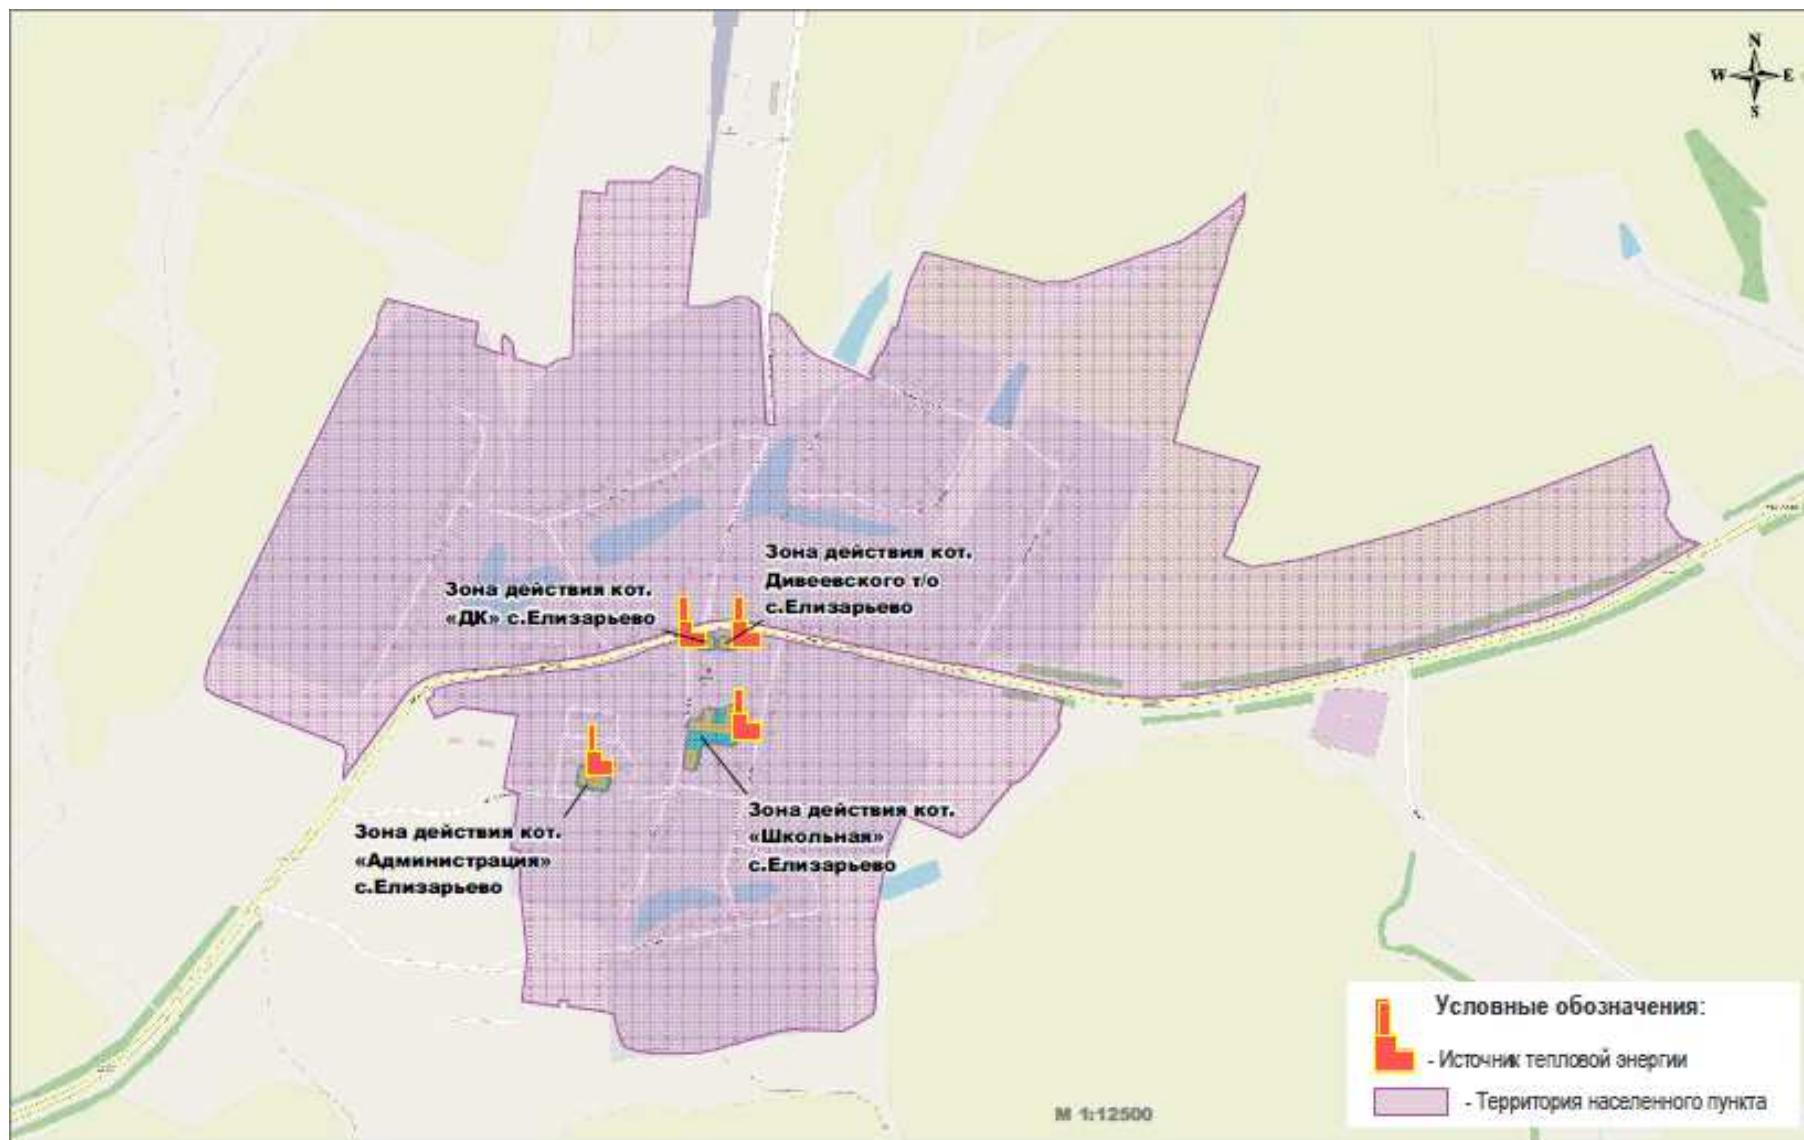 N
W E
S
Зона действия кот.
Дивеевского т/о
с.Елизарьево
Зона действия кот.
«ДК» с.Елизарьево
Зона действия кот.
«Школьная»
с.Елизарьево
Зона действия кот.
«Администрация»
с.Елизарьево
Условные обозначения:
- Источник тепловой энергии
- Территория населенного пункта
М 1:12500